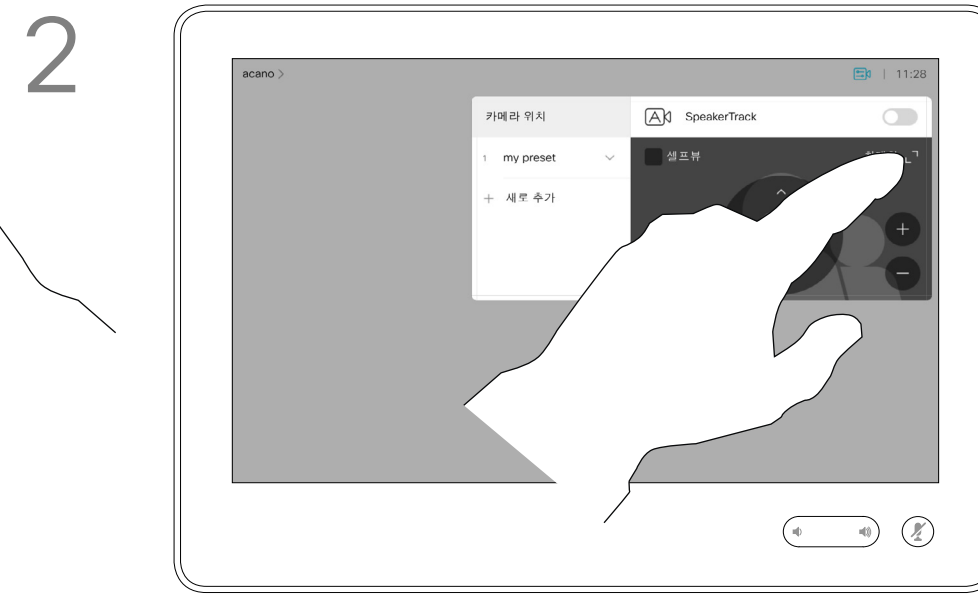 2
acano >
11:28
카메라 위치
SpeakerTrack
1 my preset
셀프뷰
+ 새로 추가